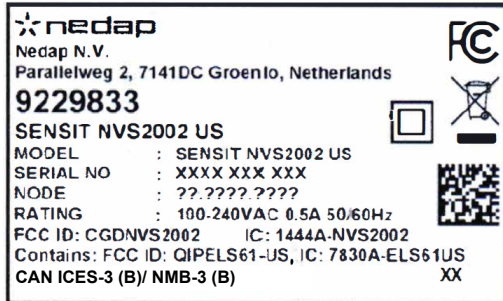 nedap
FC
Nedap N.V.
Parallelweg 2, 7141DC Groenlo, Netherlands
9229833
SENSIT NVS2002 US
MODEL : SENSIT NVS2002 US
SERIAL NO : XXXX XXX XXX
NODE : ??.????.????
RATING : 100-240VAC 0.5A 50/60Hz
FCC ID: CGDNVS2002 IC: 1444A-NVS2002
Contains: FCC ID: QIPELS61-US, IC: 7830A-ELS61US
CAN ICES-3 (B)/ NMB-3 (B) XX